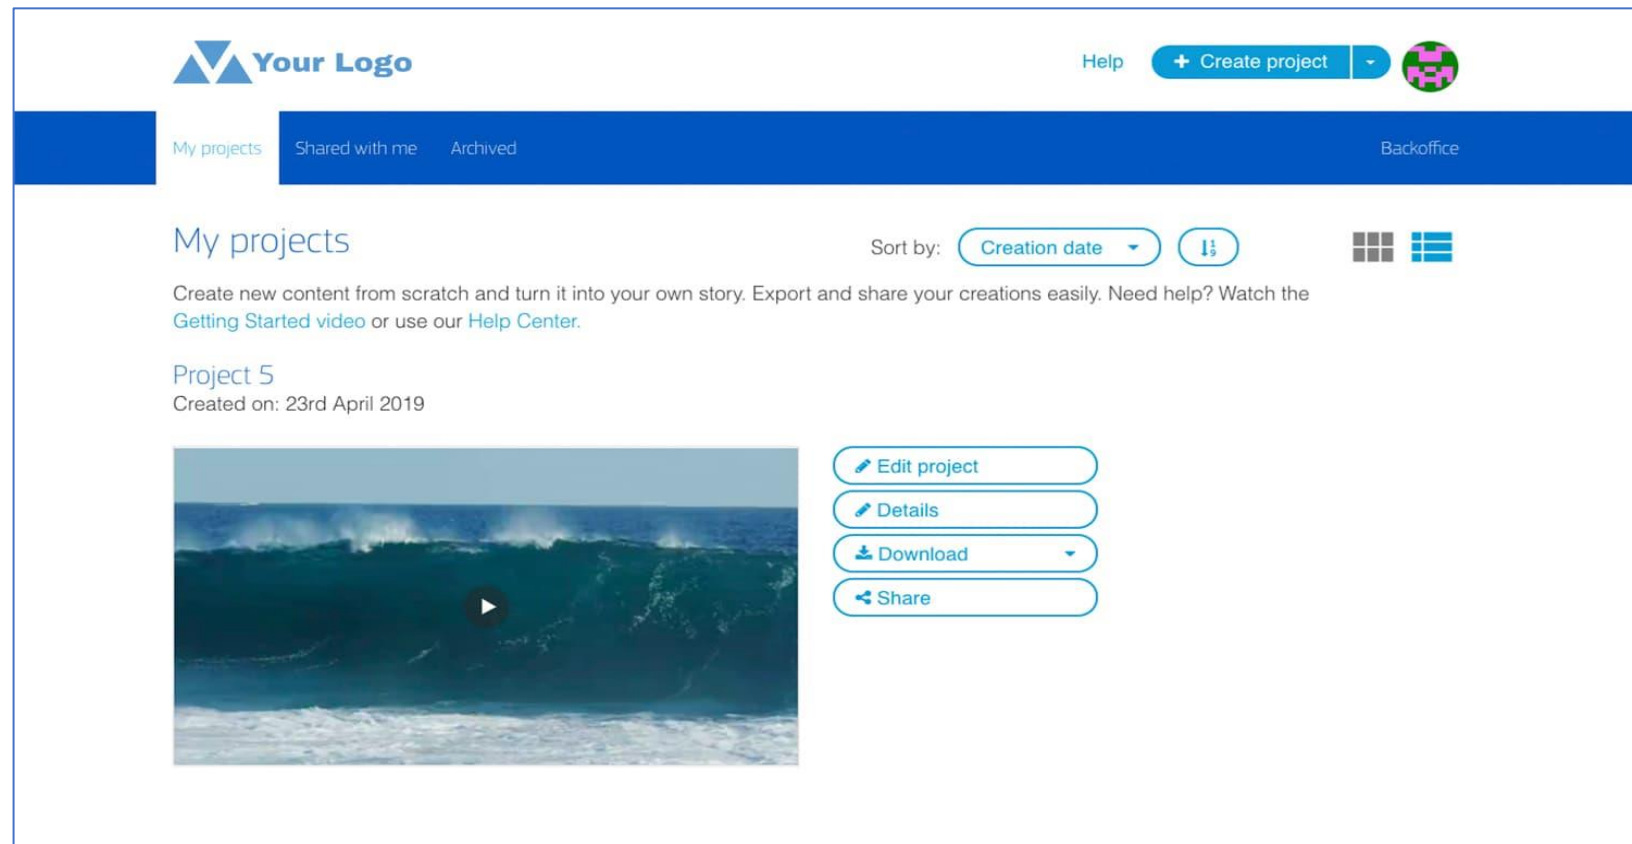 Your Logo
Help
+ Create project
My projects
Shared with me
Archived
Backoffice
My projects
Sort by:
Creation date
Create new content from scratch and turn it into your own story. Export and share your creations easily. Need help? Watch the
Getting Started video or use our Help Center.
Project 5
Created on: 23rd April 2019
Edit project
Details
Download
Share